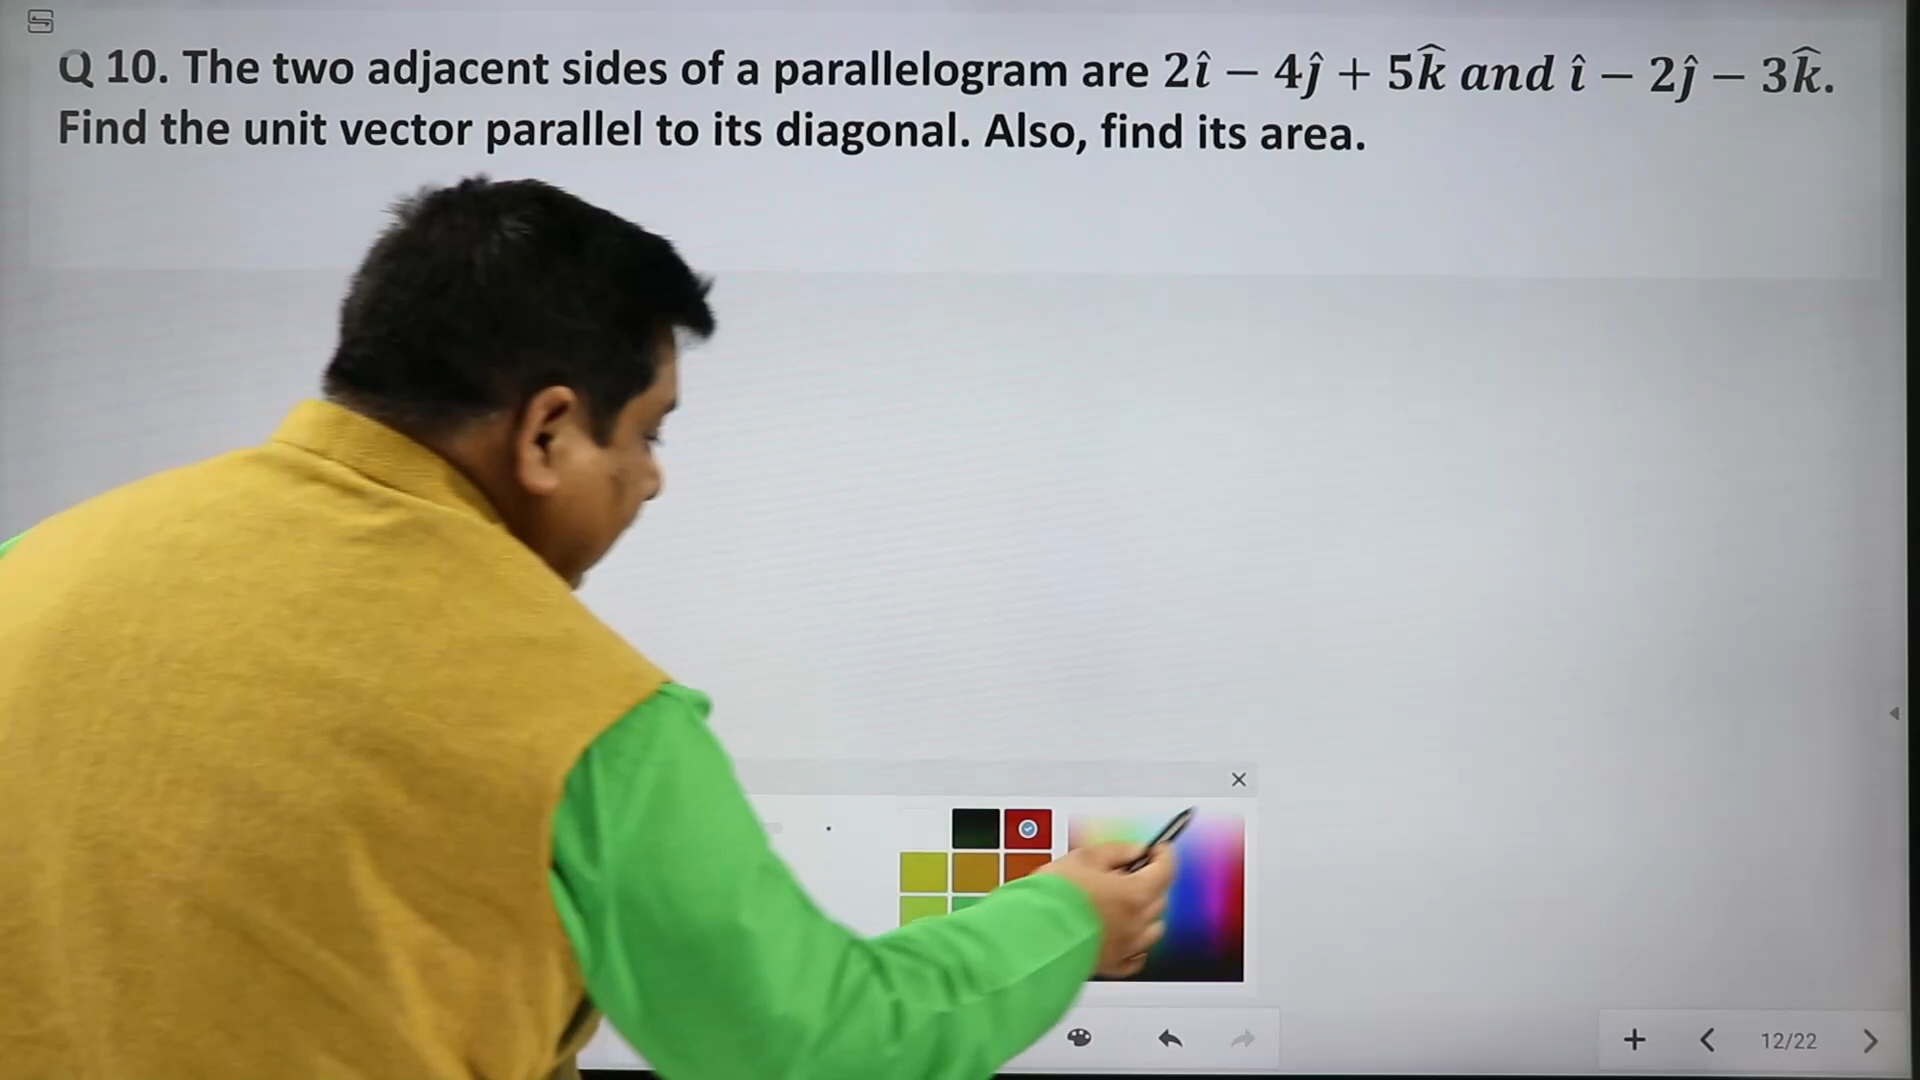 Q 10. The two adjacent sides of a parallelogram are 2î − 4ĵ + 5k̂ and î − 2ĵ − 3k̂.
Find the unit vector parallel to its diagonal. Also, find its area.
12/22